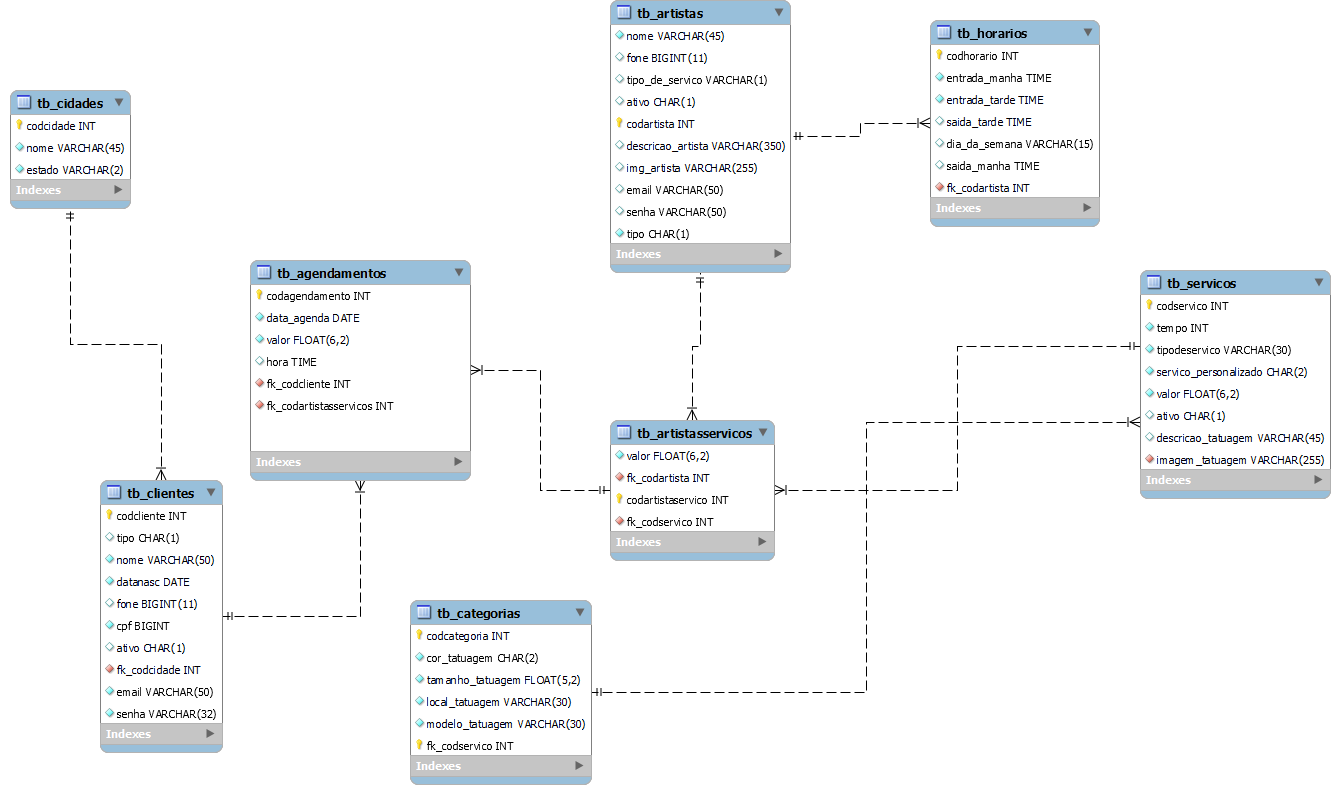 tb_artistas
nome VARCHAR(45)
fone BIGINT(11)
tipo_de_servico VARCHAR(1)
ativo CHAR(1)
codartista INT
descricao_artista VARCHAR(350)
img_artista VARCHAR(255)
email VARCHAR(50)
senha VARCHAR(50)
tipo CHAR(1)
Indexes
tb_horarios
codhorario INT
entrada_manha TIME
entrada_tarde TIME
saida_tarde TIME
dia_da_semana VARCHAR(15)
saida_manha TIME
fk_codartista INT
Indexes
tb_cidades
codcidade INT
nome VARCHAR(45)
estado VARCHAR(2)
Indexes
tb_agendamentos
codagendamento INT
data_agenda DATE
valor FLOAT(6,2)
hora TIME
fk_codcliente INT
fk_codartistasservicos INT
Indexes
tb_servicos
codservico INT
tempo INT
tipodeservico VARCHAR(30)
servico_personalizado CHAR(2)
valor FLOAT(6,2)
ativo CHAR(1)
descricao_tatuagem VARCHAR(45)
imagem_tatuagem VARCHAR(255)
Indexes
tb_artistasservicos
valor FLOAT(6,2)
fk_codartista INT
codartistaservico INT
fk_codservico INT
Indexes
tb_clientes
codcliente INT
tipo CHAR(1)
nome VARCHAR(50)
datanasc DATE
fone BIGINT(11)
cpf BIGINT
ativo CHAR(1)
fk_codcidade INT
email VARCHAR(50)
senha VARCHAR(32)
Indexes
tb_categorias
codcategoria INT
cor_tatuagem CHAR(2)
tamanho_tatuagem FLOAT(5,2)
local_tatuagem VARCHAR(30)
modelo_tatuagem VARCHAR(30)
fk_codservico INT
Indexes